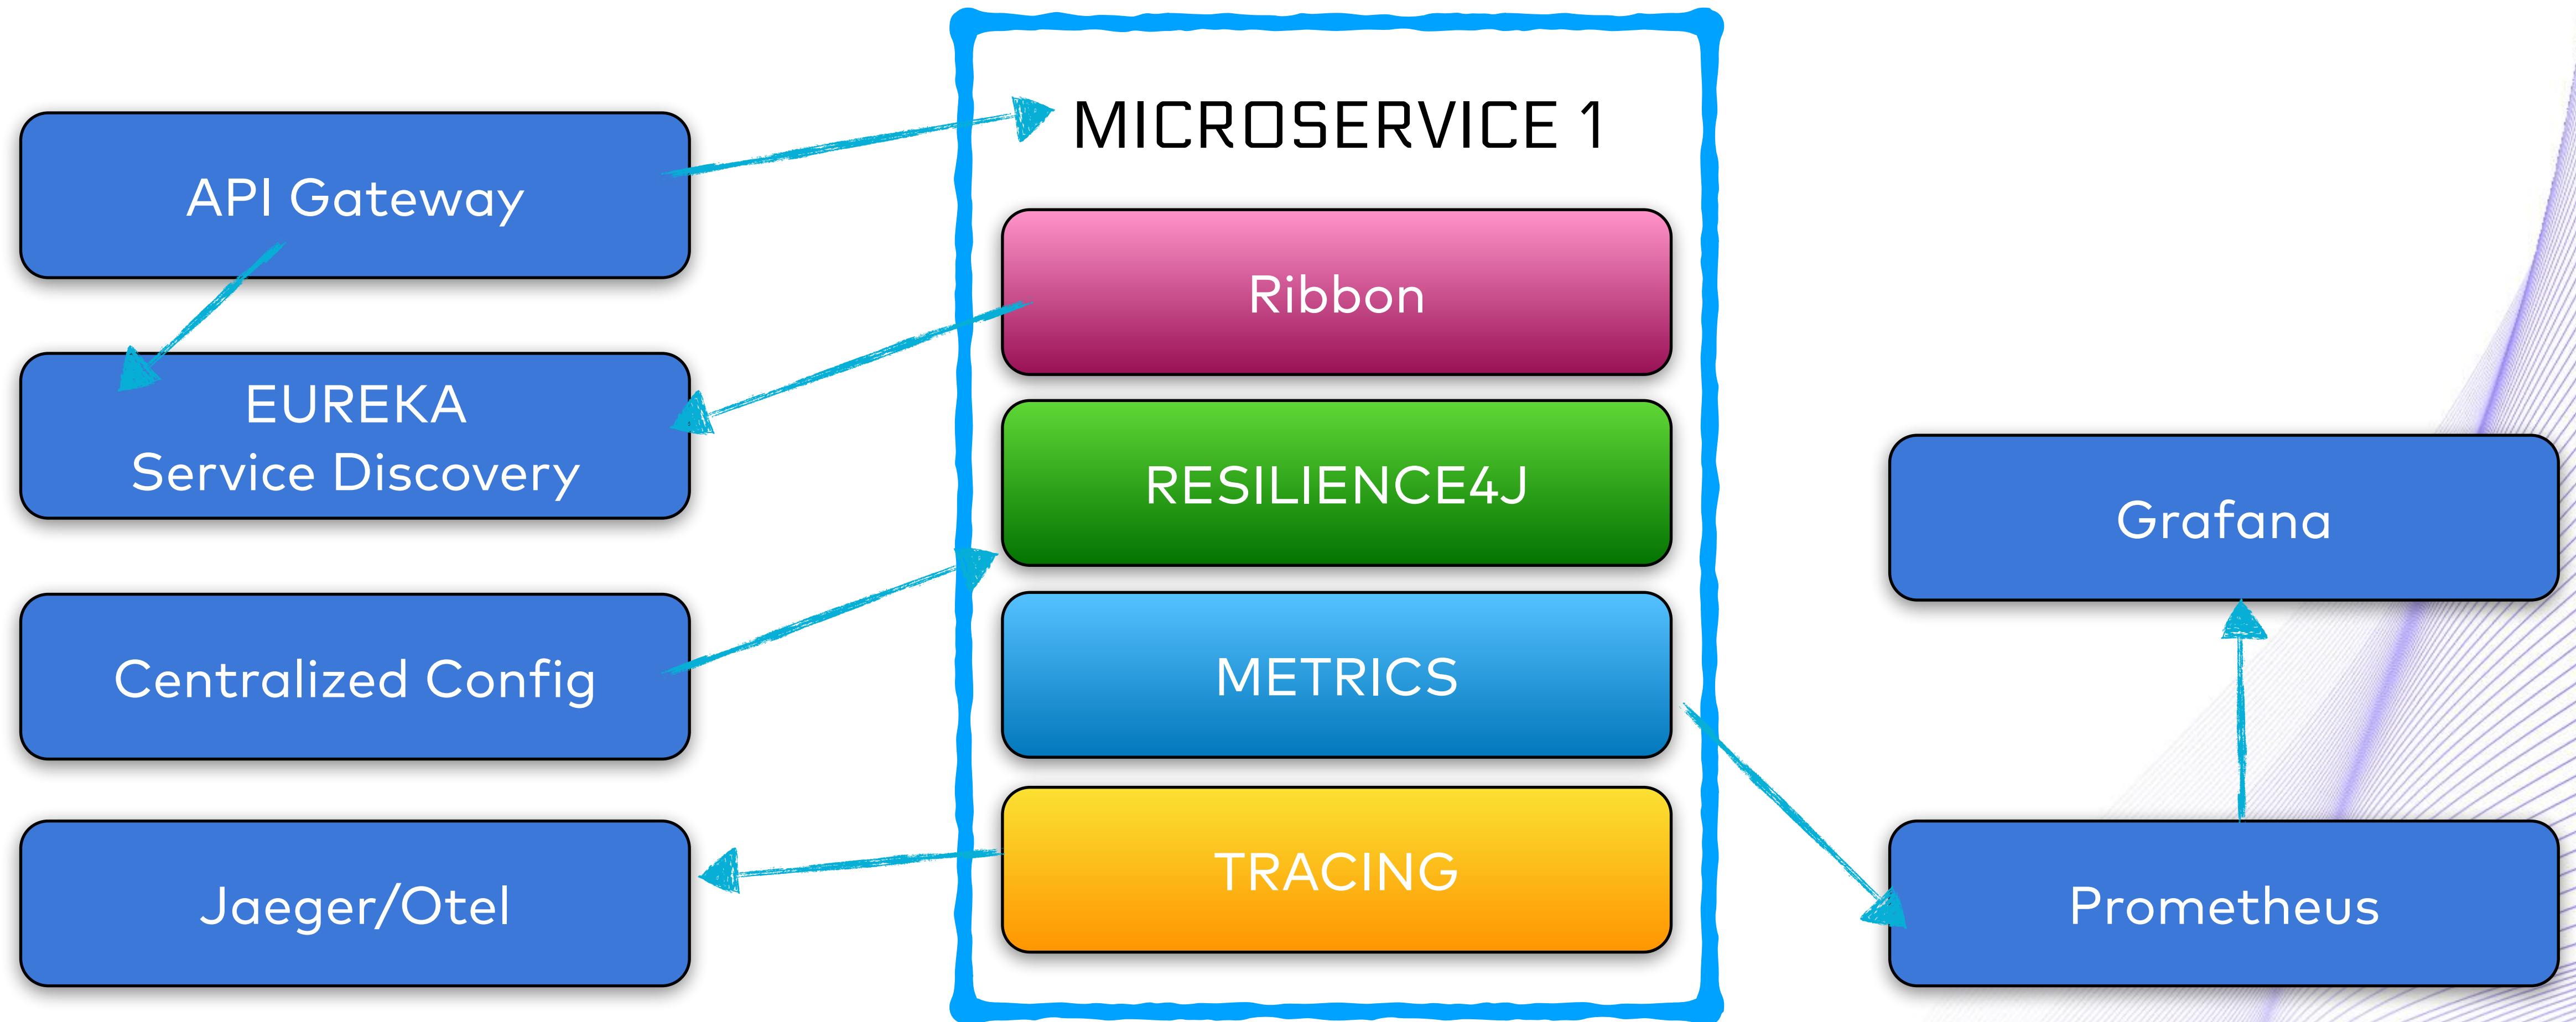 API Gateway
EUREKA
Service Discovery
Centralized Config
Jaeger/Otel
MICROSERVICE 1
Ribbon
RESILIENCE4J
METRICS
TRACING
Grafana
Prometheus